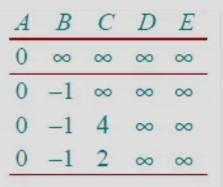 A B C D E
0 ∞ ∞ ∞ ∞
0 −1 ∞ ∞ ∞
0 −1 4 ∞ ∞
0 −1 2 ∞ ∞